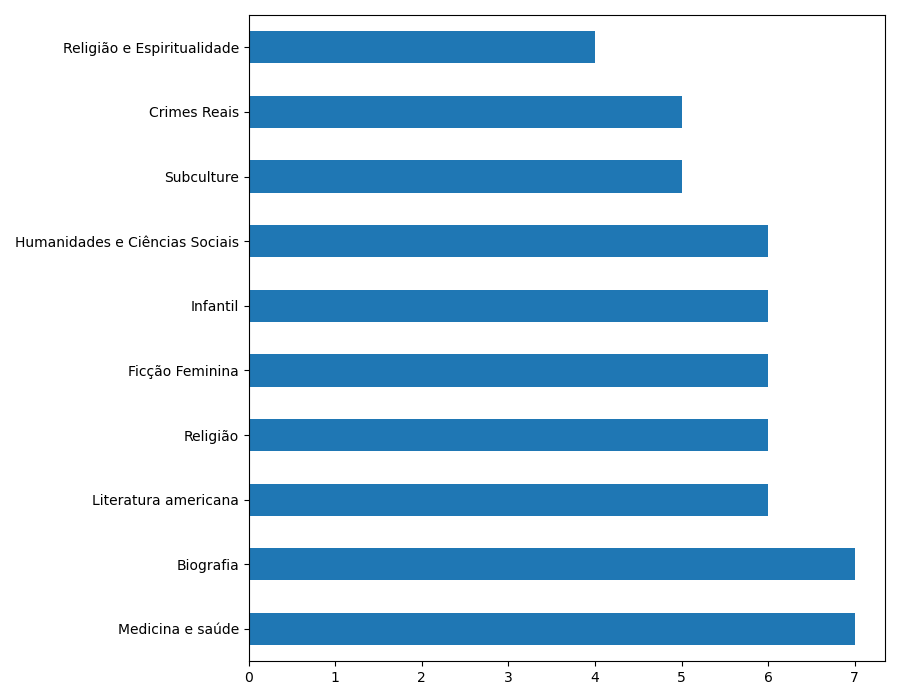 Religião e Espiritualidade
Crimes Reais
Subculture
Humanidades e Ciências Sociais
Infantil
Ficção Feminina
Religião
Literatura americana
Biografia
Medicina e saúde
0 1 2 3 4 5 6 7